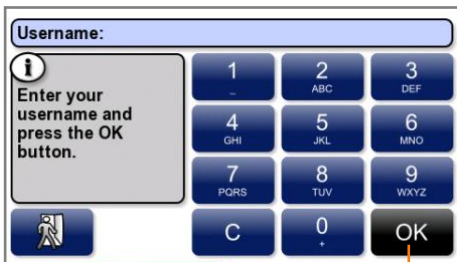 Username:
i
Enter your
username and
press the OK
button.
1 2 3
_ ABC DEF
4 5 6
GHI JKL MNO
7 8 9
PQRS TUV WXYZ
C 0 OK
+